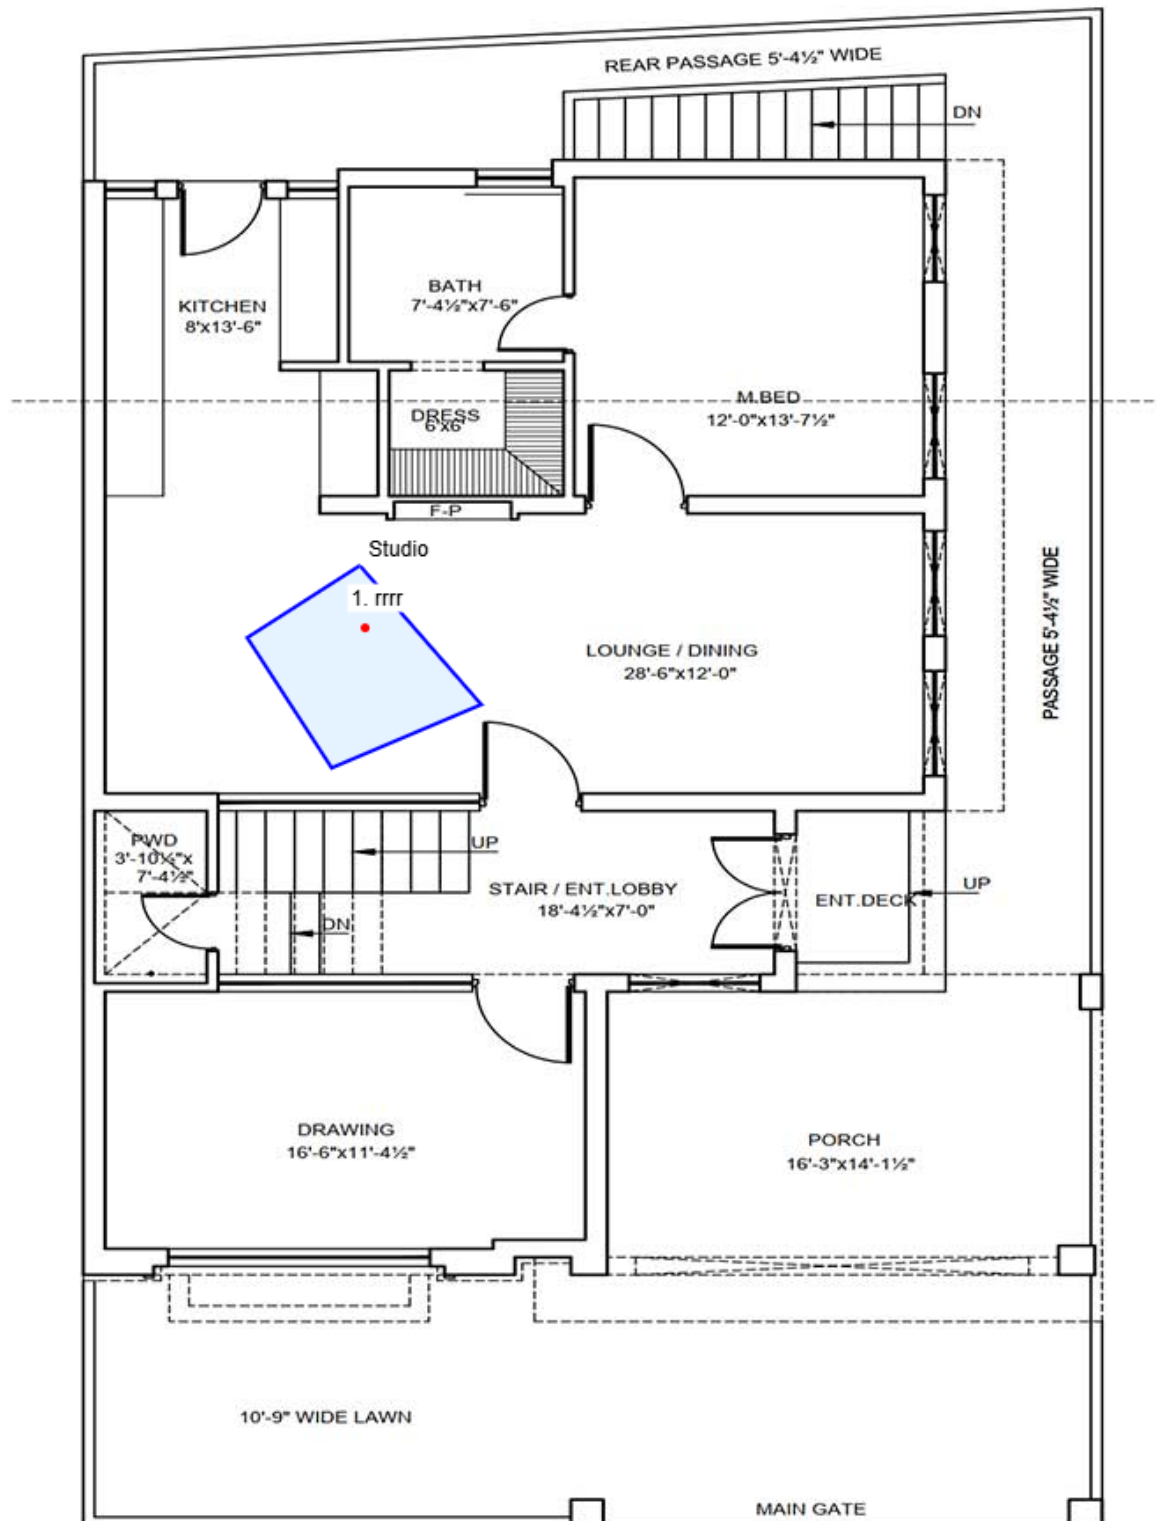 REAR PASSAGE 5'-4½" WIDE
DN
BATH
7'-4½"x7'-6"
KITCHEN
8'x13'-6"
M.BED
12'-0"x13'-7½"
DRESS
6'x6'
F-P
Studio
1. rrrr
LOUNGE / DINING
28'-6"x12'-0"
PASSAGE 5'-4½" WIDE
PWD
3'-10½"x
7'-4½"
UP
STAIR / ENT.LOBBY
18'-4½"x7'-0"
UP
ENT.DECK
DN
DRAWING
16'-6"x11'-4½"
PORCH
16'-3"x14'-1½"
10'-9" WIDE LAWN
MAIN GATE